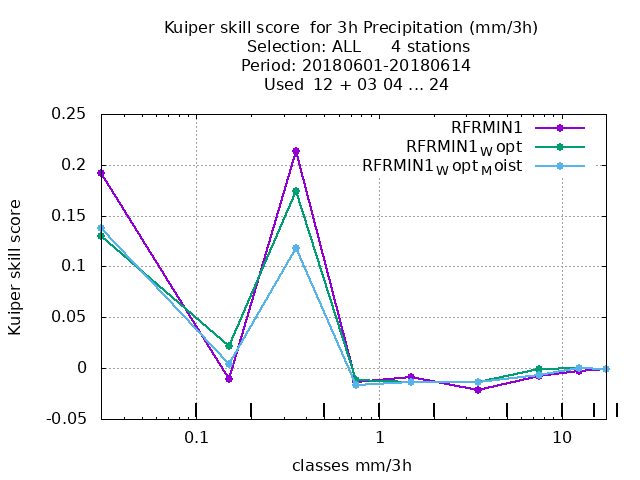 Kuiper skill score  for 3h Precipitation (mm/3h)
Selection: ALL      4 stations
Period: 20180601-20180614
Used  12 + 03 04 ... 24
RFRMIN1
RFRMIN1_W opt
RFRMIN1_W opt_M oist
0.25
0.2
0.15
0.1
0.05
0
-0.05
Kuiper skill score
0.1 1 10
classes mm/3h